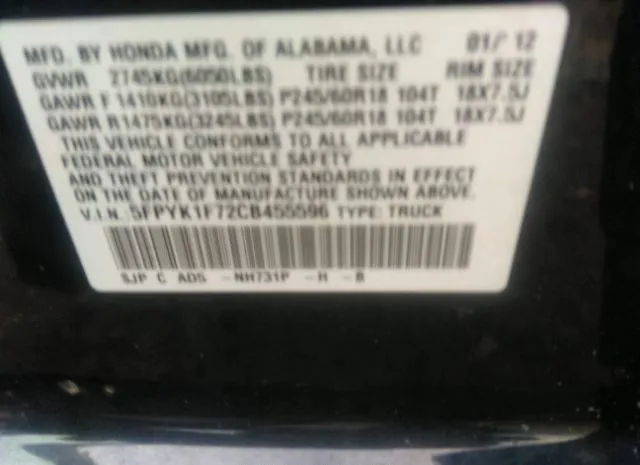 MFD. BY HONDA MFG. OF ALABAMA, LLC 01/12
GVWR 2745KG(6050LBS) TIRE SIZE RIM SIZE
GAWR F 1410KG(3105LBS) P245/60R18 104T 18X7.5J
GAWR R1475KG(3245LBS) P245/60R18 104T 18X7.5J
THIS VEHICLE CONFORMS TO ALL APPLICABLE
FEDERAL MOTOR VEHICLE SAFETY
AND THEFT PREVENTION STANDARDS IN EFFECT
ON THE DATE OF MANUFACTURE SHOWN ABOVE.
V.I.N.:5FPYK1F72CB455596 TYPE: TRUCK
SJP C ADS -NH731P -H -B